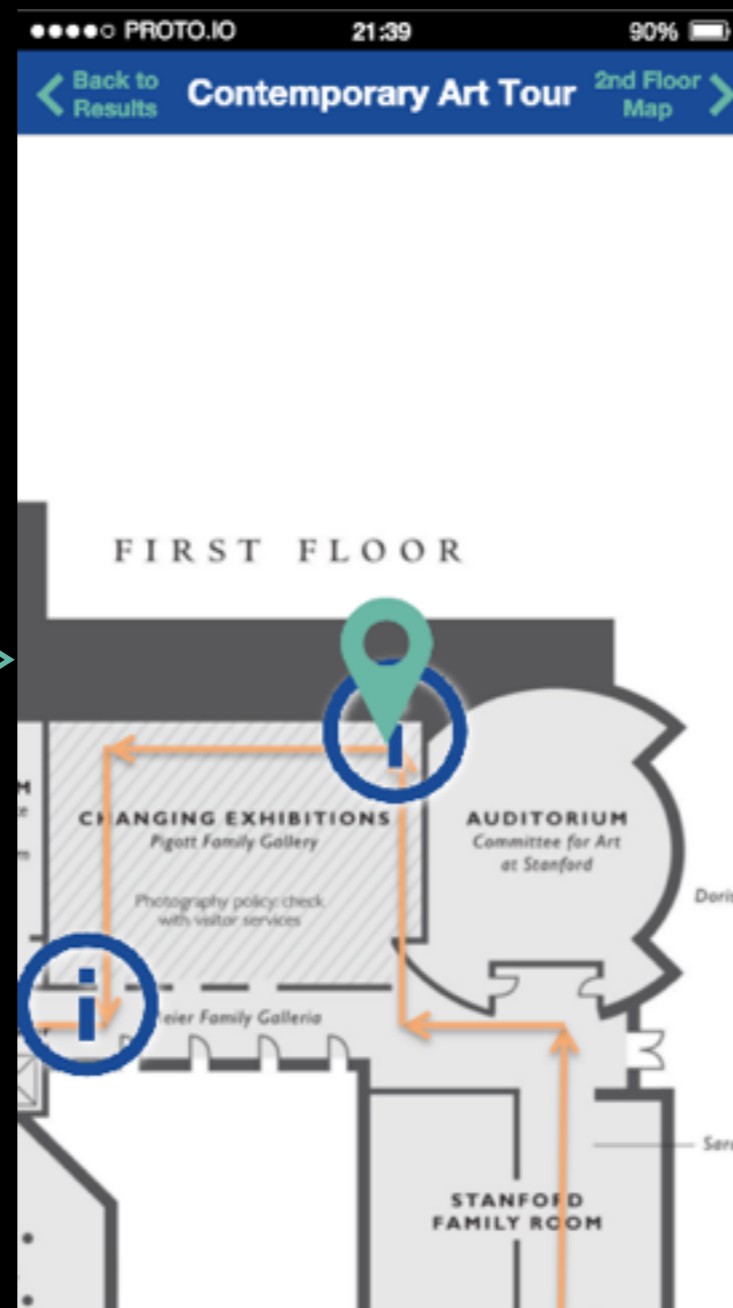 PROTO.IO 21:39 90%
Back to Results Contemporary Art Tour 2nd Floor Map
FIRST FLOOR
CHANGING EXHIBITIONS
Pigott Family Gallery
Photography policy: check
with visitor services
AUDITORIUM
Committee for Art
at Stanford
Family Galleria
STANFORD
FAMILY ROOM